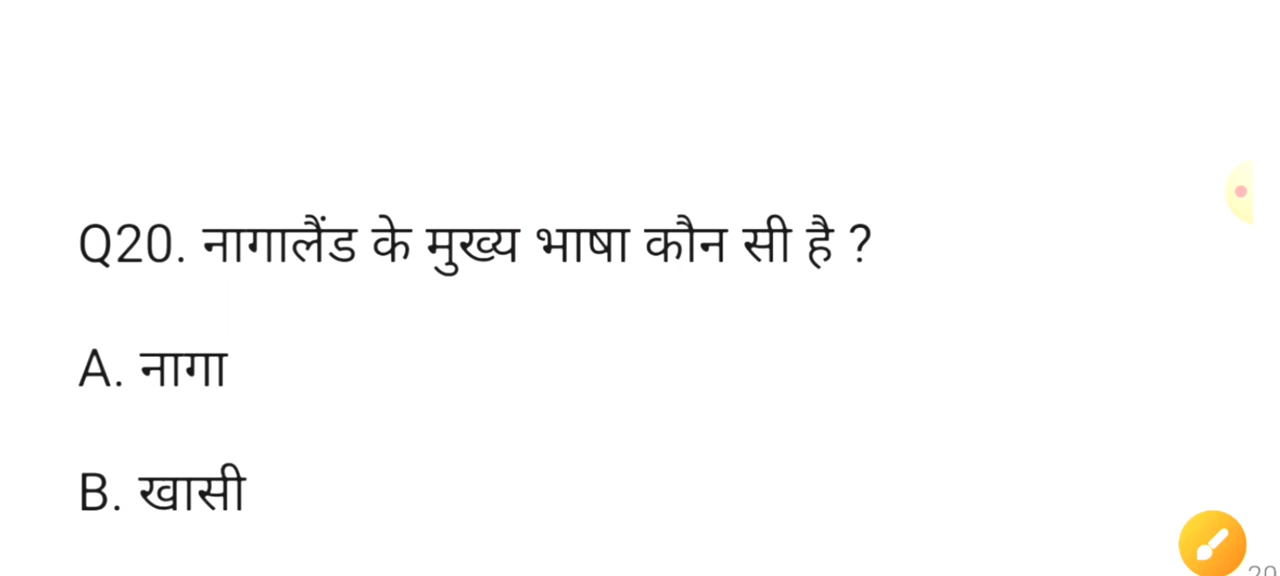 Q20. नागालैंड के मुख्य भाषा कौन सी है ?
A. नागा
B. खासी